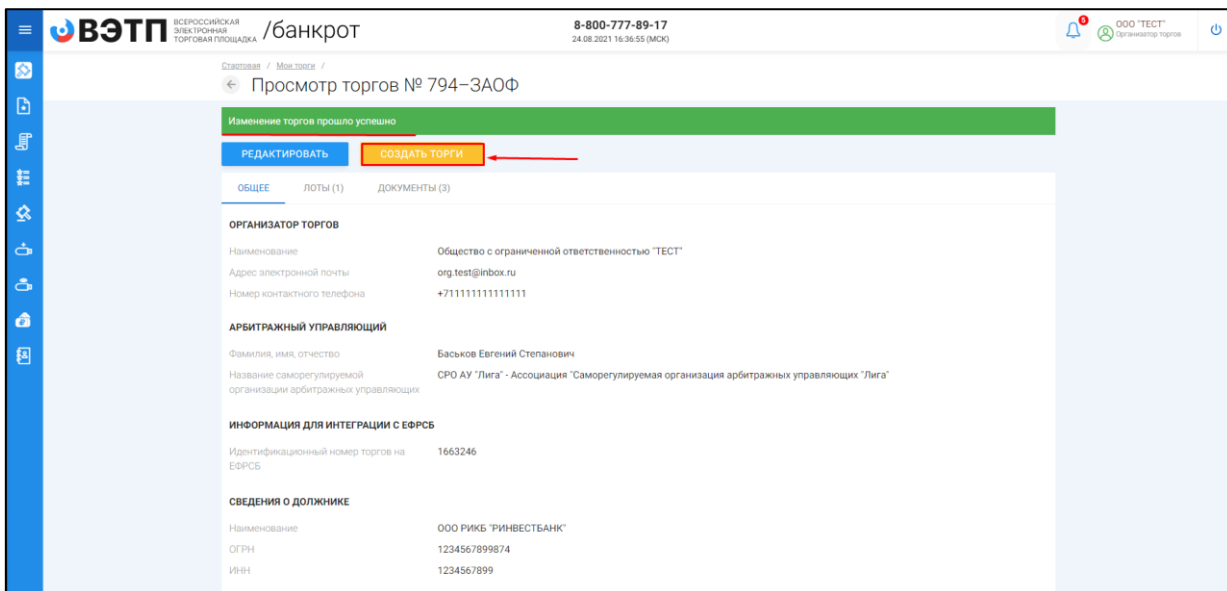 ВЭТП ВСЕРОССИЙСКАЯ ЭЛЕКТРОННАЯ ТОРГОВАЯ ПЛОЩАДКА /банкрот
8-800-777-89-17
24.08.2021 16:36:55 (МСК)
5
ООО "ТЕСТ"
Организатор торгов
Стартовая / Мои торги /
Просмотр торгов № 794-ЗАОФ
Изменение торгов прошло успешно
РЕДАКТИРОВАТЬ СОЗДАТЬ ТОРГИ
ОБЩЕЕ ЛОТЫ (1) ДОКУМЕНТЫ (3)
ОРГАНИЗАТОР ТОРГОВ
Наименование Общество с ограниченной ответственностью "ТЕСТ"
Адрес электронной почты org.test@inbox.ru
Номер контактного телефона +711111111111111
АРБИТРАЖНЫЙ УПРАВЛЯЮЩИЙ
Фамилия, имя, отчество Баськов Евгений Степанович
Название саморегулируемой СРО АУ "Лига" - Ассоциация "Саморегулируемая организация арбитражных управляющих "Лига"
организации арбитражных управляющих
ИНФОРМАЦИЯ ДЛЯ ИНТЕГРАЦИИ С ЕФРСБ
Идентификационный номер торгов на 1663246
ЕФРСБ
СВЕДЕНИЯ О ДОЛЖНИКЕ
Наименование ООО РИКБ "РИНВЕСТБАНК"
ОГРН 1234567899874
ИНН 1234567899